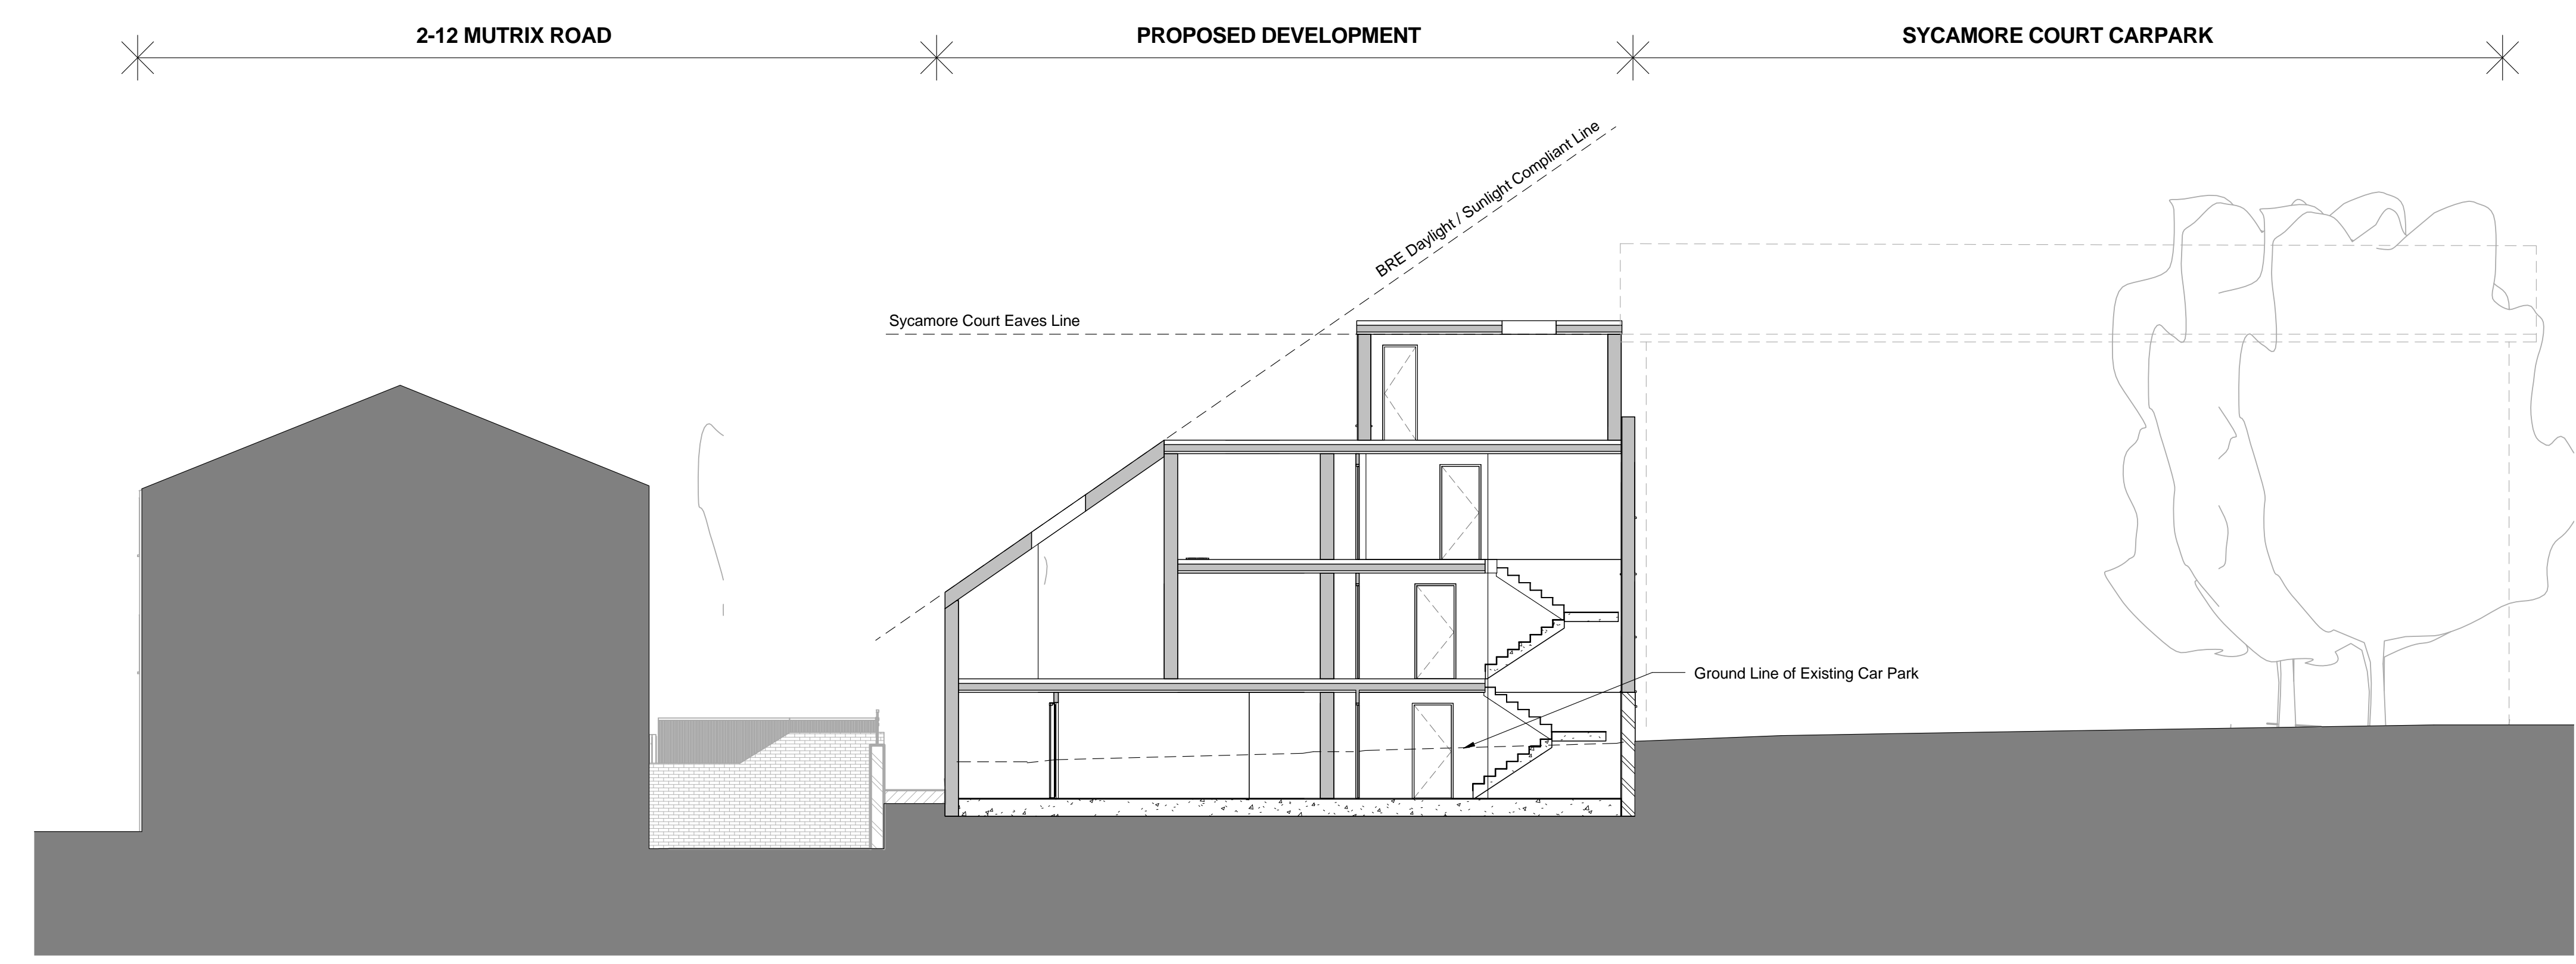 2-12 MUTRIX ROAD
PROPOSED DEVELOPMENT
SYCAMORE COURT CARPARK
BRE Daylight / Sunlight Compliant Line
Sycamore Court Eaves Line
Ground Line of Existing Car Park